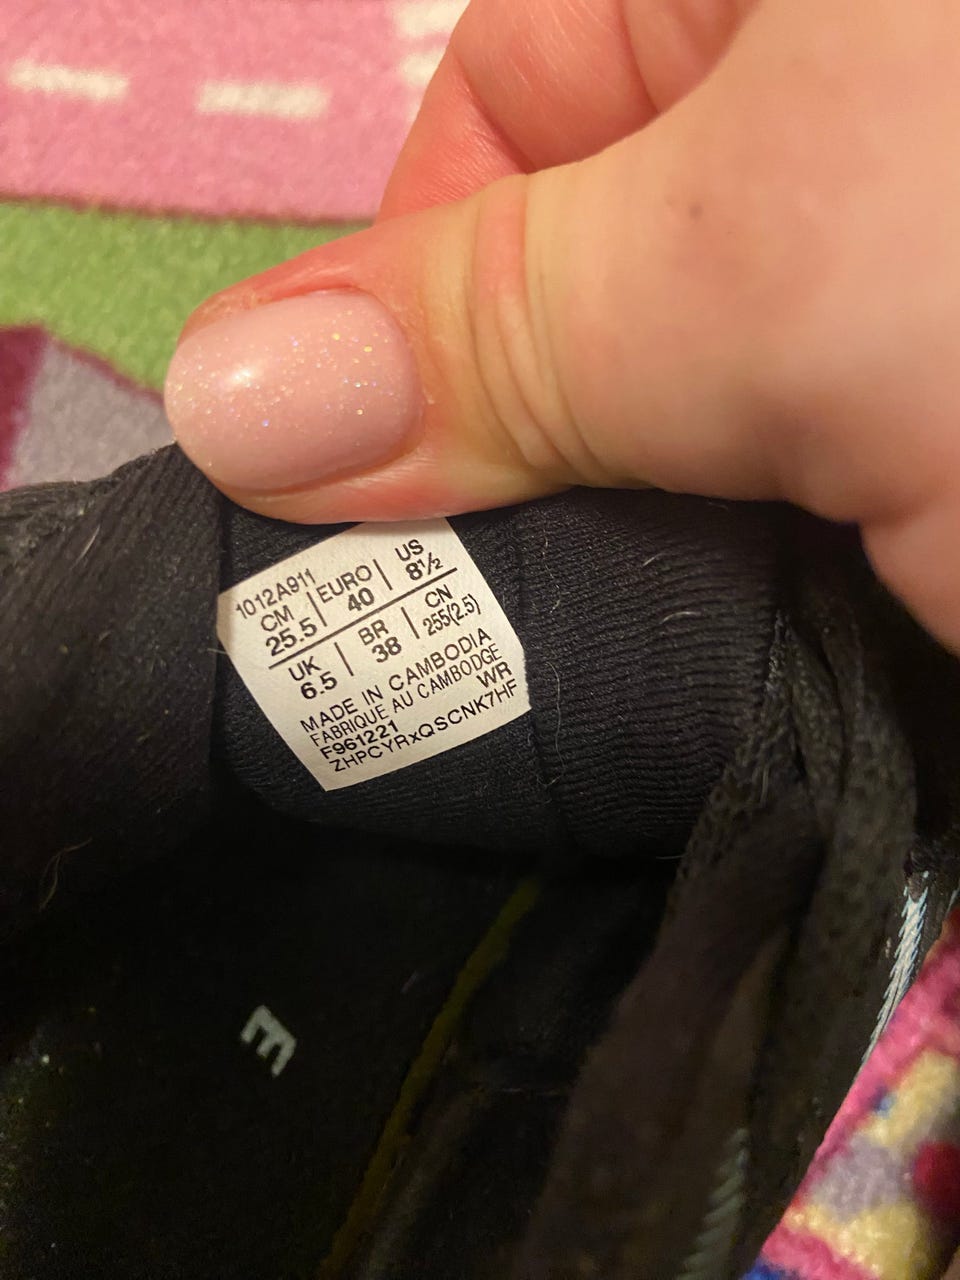 1012A911
CM EURO US
25.5 40 8½
UK BR CN
6.5 38 255(2.5)
MADE IN CAMBODIA
FABRIQUE AU CAMBODGE
F961221 WR
ZHPCYRxQSCNK7HF
E